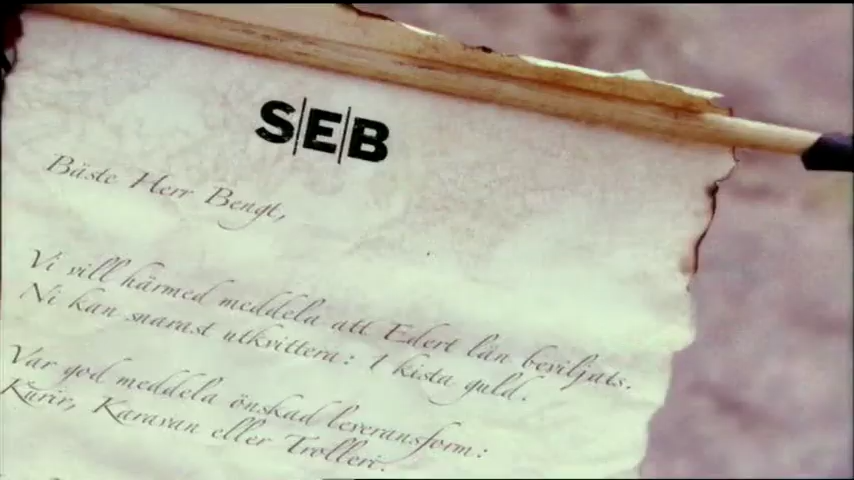 S|E|B
Bäste Herr Bengt,
Vi vill härmed meddela att Edert lån beviljats.
Ni kan snarast utkvittera: 1 kista guld.
Var god meddela önskad leveransform:
Kurir, Karavan eller Trolleri.